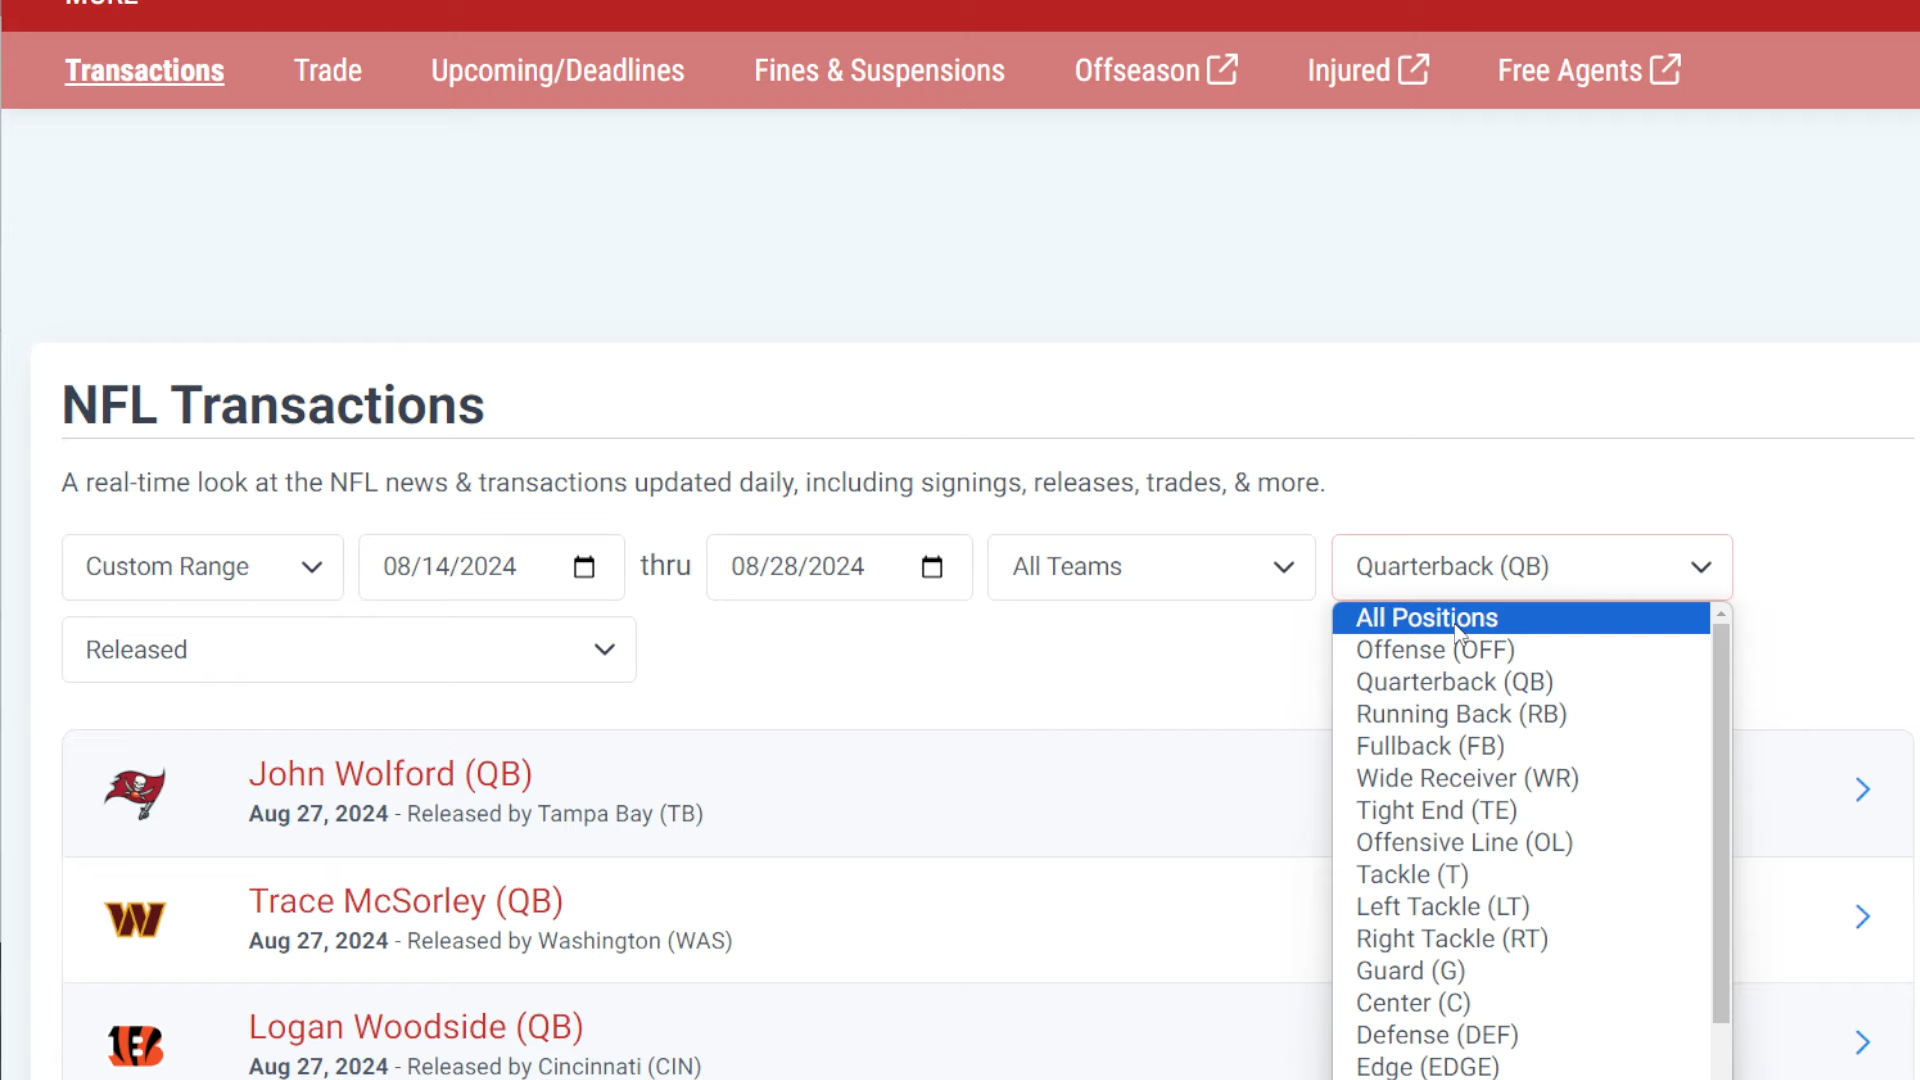 MORE
Transactions Trade Upcoming/Deadlines Fines & Suspensions Offseason Injured Free Agents
NFL Transactions
A real-time look at the NFL news & transactions updated daily, including signings, releases, trades, & more.
Custom Range 08/14/2024 thru 08/28/2024 All Teams Quarterback (QB)
Released
All Positions
Offense (OFF)
Quarterback (QB)
Running Back (RB)
Fullback (FB)
Wide Receiver (WR)
Tight End (TE)
Offensive Line (OL)
Tackle (T)
Left Tackle (LT)
Right Tackle (RT)
Guard (G)
Center (C)
Defense (DEF)
Edge (EDGE)
John Wolford (QB)
Aug 27, 2024 - Released by Tampa Bay (TB)
Trace McSorley (QB)
Aug 27, 2024 - Released by Washington (WAS)
Logan Woodside (QB)
Aug 27, 2024 - Released by Cincinnati (CIN)